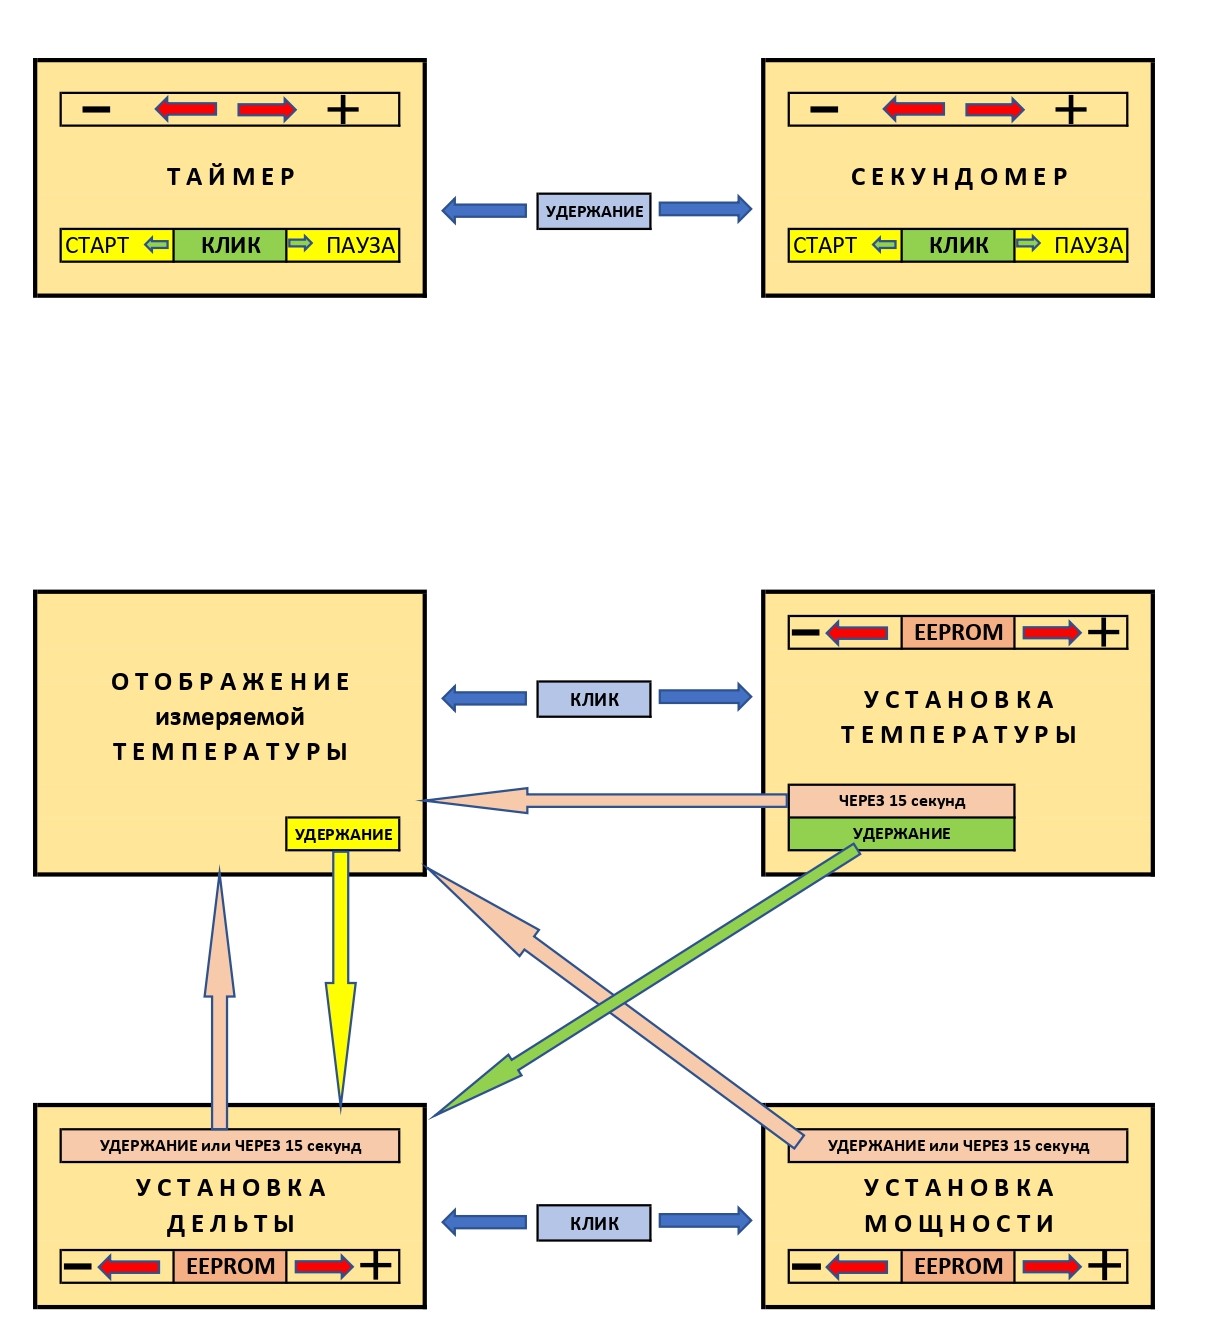 − +
− +
ТАЙМЕР
СЕКУНДОМЕР
УДЕРЖАНИЕ
СТАРТ КЛИК ПАУЗА
СТАРТ КЛИК ПАУЗА
− EEPROM +
ОТОБРАЖЕНИЕ
измеряемой
ТЕМПЕРАТУРЫ
КЛИК
УСТАНОВКА
ТЕМПЕРАТУРЫ
ЧЕРЕЗ 15 секунд
УДЕРЖАНИЕ
УДЕРЖАНИЕ
УДЕРЖАНИЕ или ЧЕРЕЗ 15 секунд
УСТАНОВКА
ДЕЛЬТЫ
− EEPROM +
КЛИК
УДЕРЖАНИЕ или ЧЕРЕЗ 15 секунд
УСТАНОВКА
МОЩНОСТИ
− EEPROM +